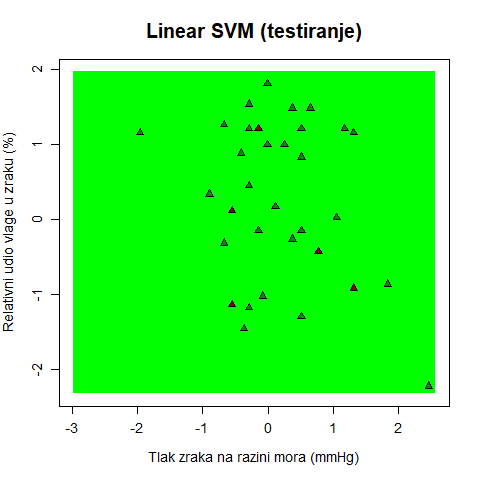 Linear SVM (testiranje)
2
1
0
-1
-2
Relativni udio vlage u zraku (%)
-3 -2 -1 0 1 2
Tlak zraka na razini mora (mmHg)